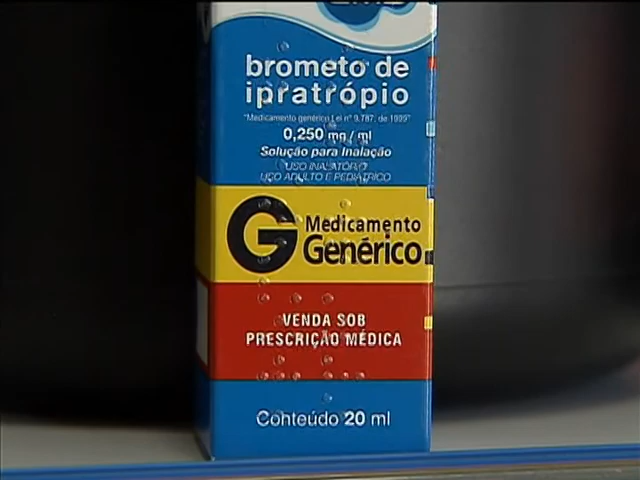 brometo de
ipratrópio
"Medicamento genérico Lei nº 9.787, de 1999"
0,250 mg / ml
Solução para Inalação
USO INALATÓRIO
USO ADULTO E PEDIÁTRICO
G Medicamento
Genérico
VENDA SOB
PRESCRIÇÃO MÉDICA
Conteúdo 20 ml